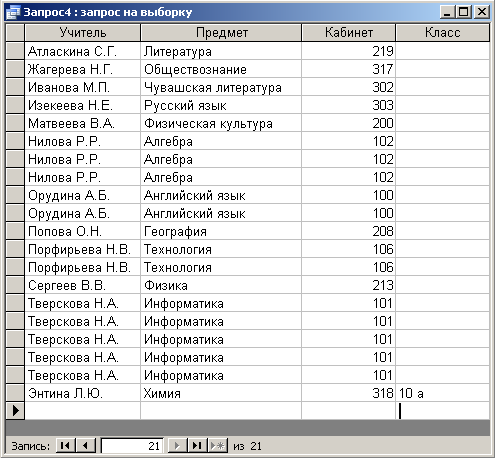 Запрос4 : запрос на выборку
Учитель Предмет Кабинет Класс
Атласкина С.Г. Литература 219
Жагерева Н.Г. Обществознание 317
Иванова М.П. Чувашская литература 302
Изекеева Н.Е. Русский язык 303
Матвеева В.А. Физическая культура 200
Нилова Р.Р. Алгебра 102
Нилова Р.Р. Алгебра 102
Нилова Р.Р. Алгебра 102
Орудина А.Б. Английский язык 100
Орудина А.Б. Английский язык 100
Попова О.Н. География 208
Порфирьева Н.В. Технология 106
Порфирьева Н.В. Технология 106
Сергеев В.В. Физика 213
Тверскова Н.А. Информатика 101
Тверскова Н.А. Информатика 101
Тверскова Н.А. Информатика 101
Тверскова Н.А. Информатика 101
Тверскова Н.А. Информатика 101
Энтина Л.Ю. Химия 318 10 а
Запись: 21 из 21